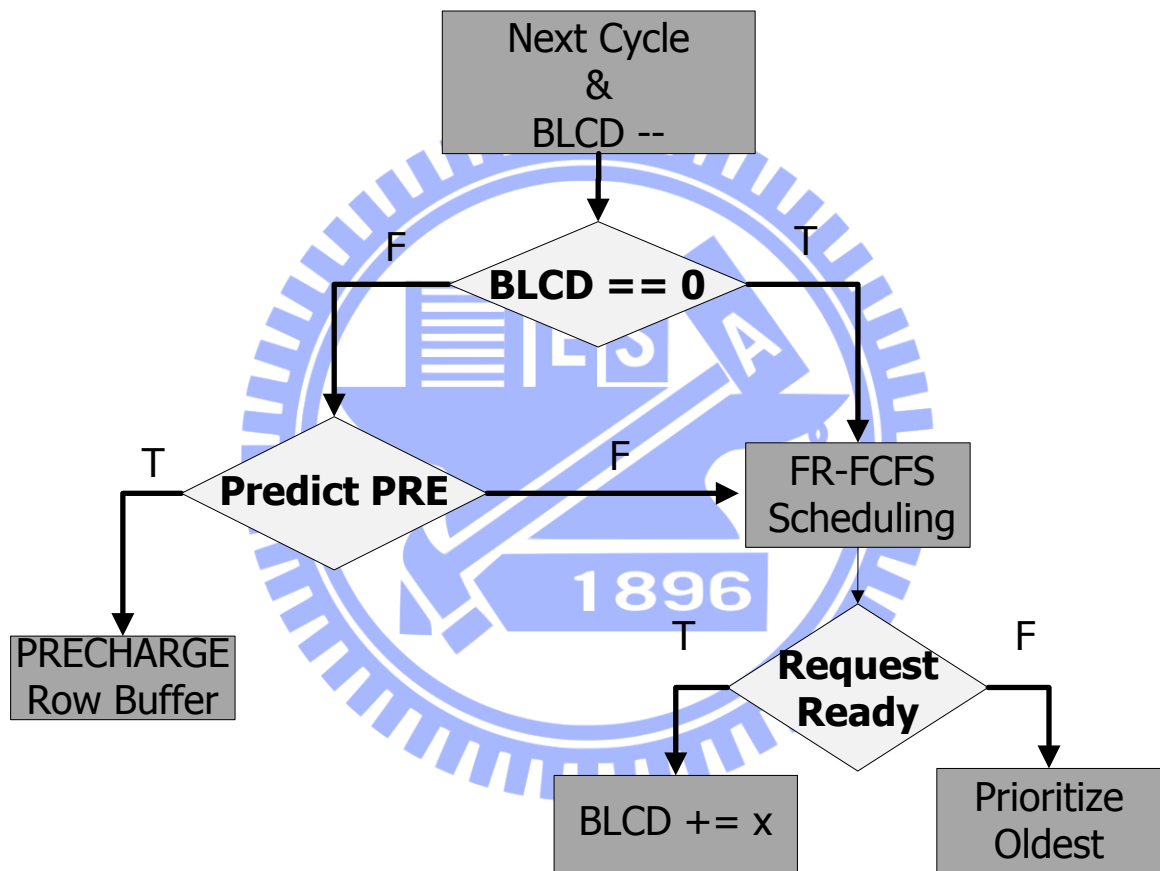 Next Cycle
&
BLCD --
F
T
BLCD == 0
E S A
T
Predict PRE
F
FR-FCFS
Scheduling
1896
PRECHARGE
Row Buffer
T
Request
Ready
F
BLCD += x
Prioritize
Oldest